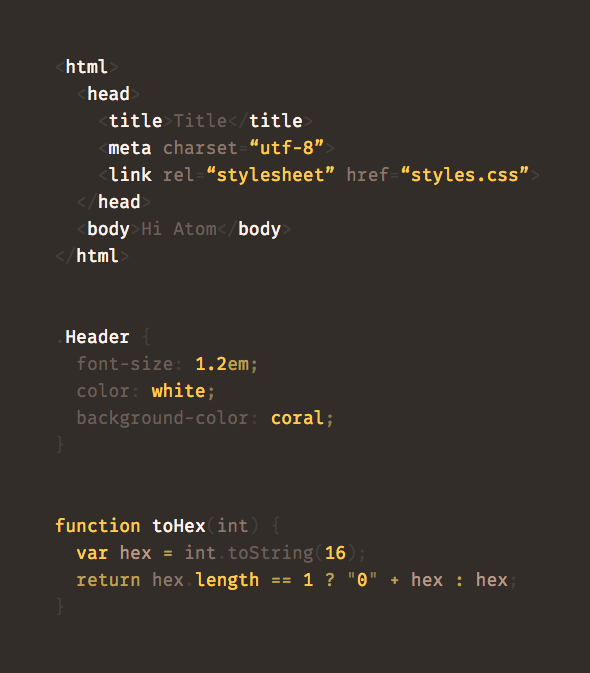 <html>
<head>
<title>Title</title>
<meta charset=“utf-8”>
<link rel=“stylesheet” href=“styles.css”>
</head>
<body>Hi Atom</body>
</html>
.Header {
font-size: 1.2em;
color: white;
background-color: coral;
}
function toHex(int) {
var hex = int.toString(16);
return hex.length == 1 ? "0" + hex : hex;
}